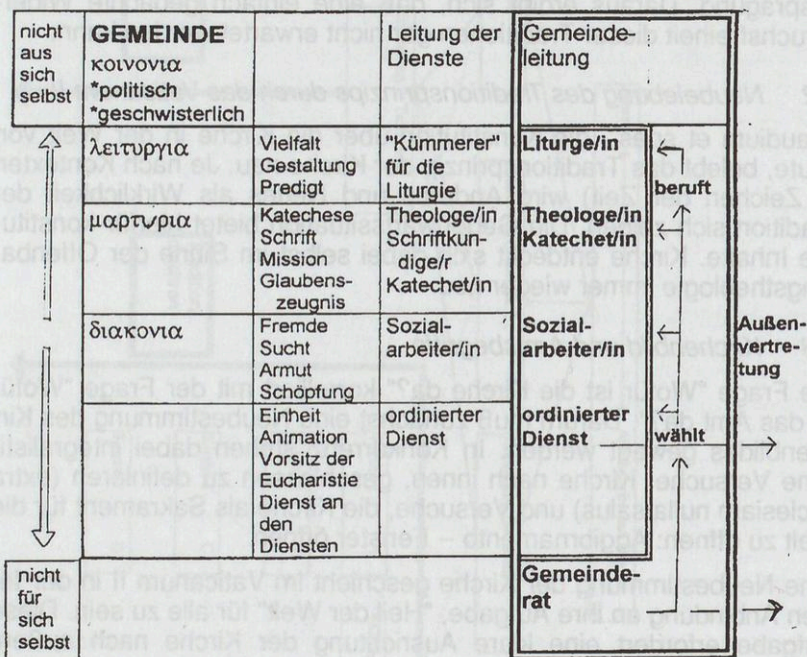 nicht
aus
sich
selbst
GEMEINDE
κοινονια
*politisch
*geschwisterlich
Leitung der
Dienste
Gemeinde-
leitung
λειτυργια
Vielfalt
Gestaltung
Predigt
"Kümmerer"
für die
Liturgie
Liturge/in
beruft
μαρτυρια
Katechese
Schrift
Mission
Glaubens-
zeugnis
Theologe/in
Schriftkun-
dige/r
Katechet/in
Theologe/in
Katechet/in
διακονια
Fremde
Sucht
Armut
Schöpfung
Sozial-
arbeiter/in
Sozial-
arbeiter/in
Außen-
vertre-
tung
Einheit
Animation
Vorsitz der
Eucharistie
Dienst an
den
Diensten
ordinierter
Dienst
ordinierter
Dienst
wählt
nicht
für
sich
selbst
Gemeinde-
rat